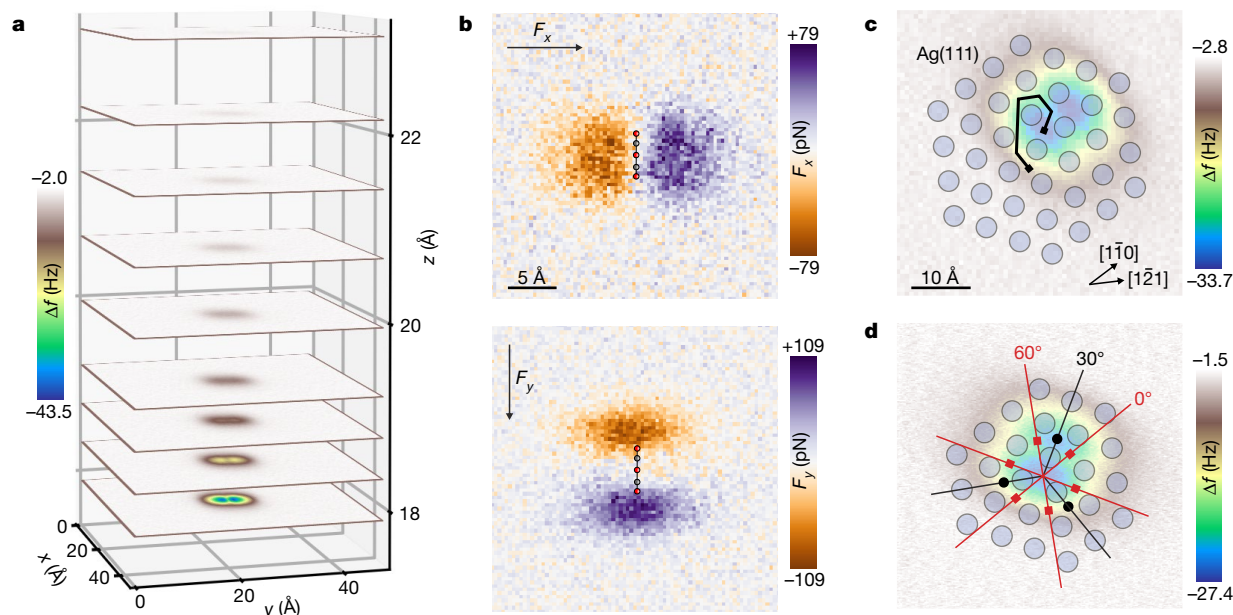 a
−2.0
Δf (Hz)
−43.5
22
20
18
z (Å)
0
20
40
x (Å)
0
20
40
y (Å)
b
Fx
5 Å
+79
Fx (pN)
−79
Fy
+109
Fy (pN)
−109
c
Ag(111)
10 Å
[11̅0]
[12̅1]
−2.8
Δf (Hz)
−33.7
d
60°
30°
0°
−1.5
Δf (Hz)
−27.4